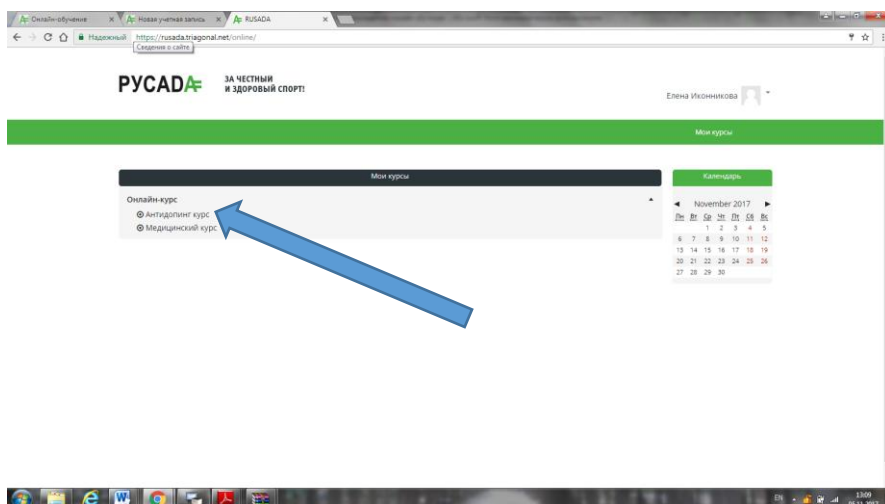 Онлайн-обучение
Новая учетная запись
RUSADA
Надежный https://rusada.triagonal.net/online/
Сведения о сайте
РУСАДА
ЗА ЧЕСТНЫЙ
И ЗДОРОВЫЙ СПОРТ!
Елена Иконникова
Мои курсы
Мои курсы
Календарь
Онлайн-курс
Антидопинг курс
Медицинский курс
November 2017
Пн Вт Ср Чт Пт Сб Вс
1 2 3 4 5
6 7 8 9 10 11 12
13 14 15 16 17 18 19
20 21 22 23 24 25 26
27 28 29 30
EN
13:09